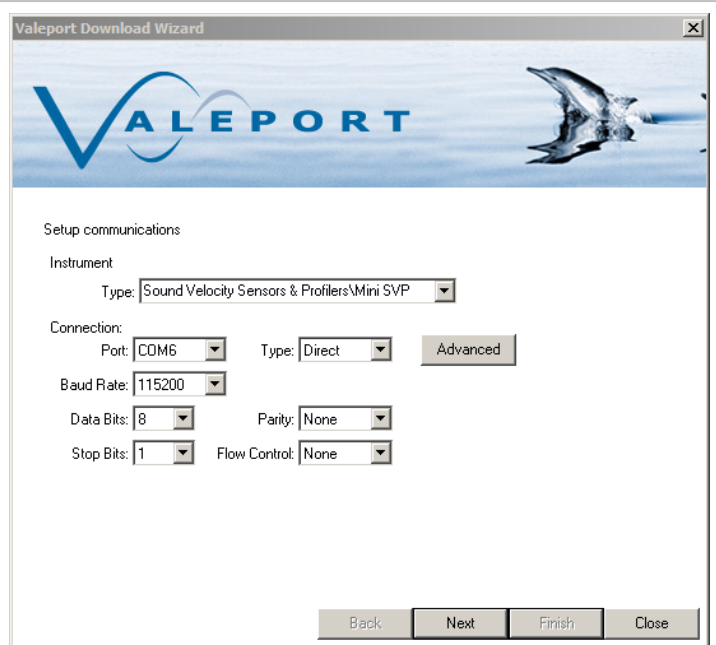 Valeport Download Wizard
VALEPORT
Setup communications
Instrument
Type: Sound Velocity Sensors & Profilers\Mini SVP
Connection:
Port: COM6 Type: Direct Advanced
Baud Rate: 115200
Data Bits: 8 Parity: None
Stop Bits: 1 Flow Control: None
Back Next Finish Close